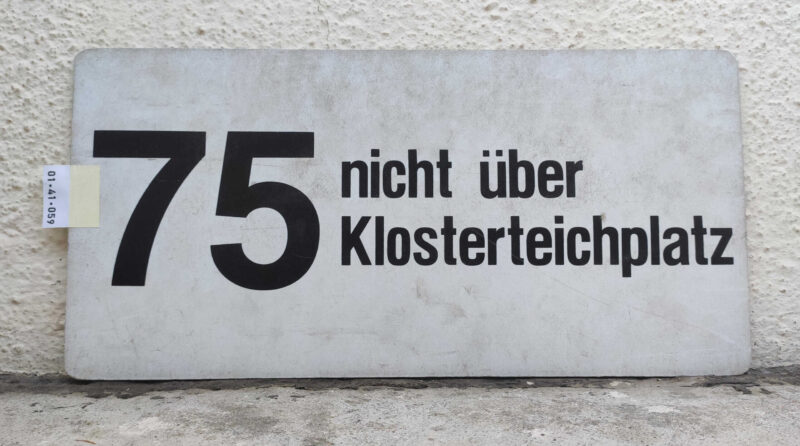 75
nicht über
Klosterteichplatz
01-41-059